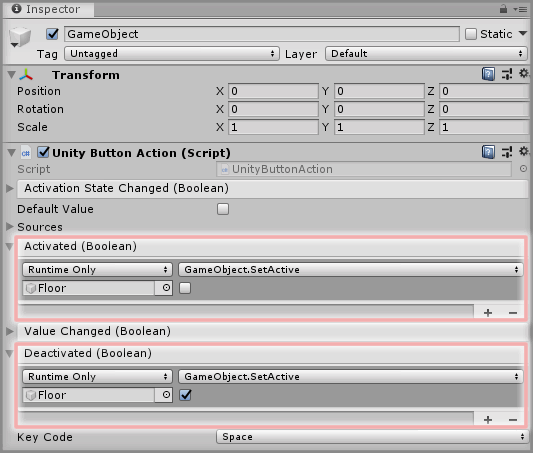 Inspector
GameObject Static
Tag Untagged Layer Default
Transform
Position X 0 Y 0 Z 0
Rotation X 0 Y 0 Z 0
Scale X 1 Y 1 Z 1
Unity Button Action (Script)
Script UnityButtonAction
Activation State Changed (Boolean)
Default Value
Sources
Activated (Boolean)
Runtime Only GameObject.SetActive
Floor
+ −
Value Changed (Boolean)
Deactivated (Boolean)
Runtime Only GameObject.SetActive
Floor
+ −
Key Code Space